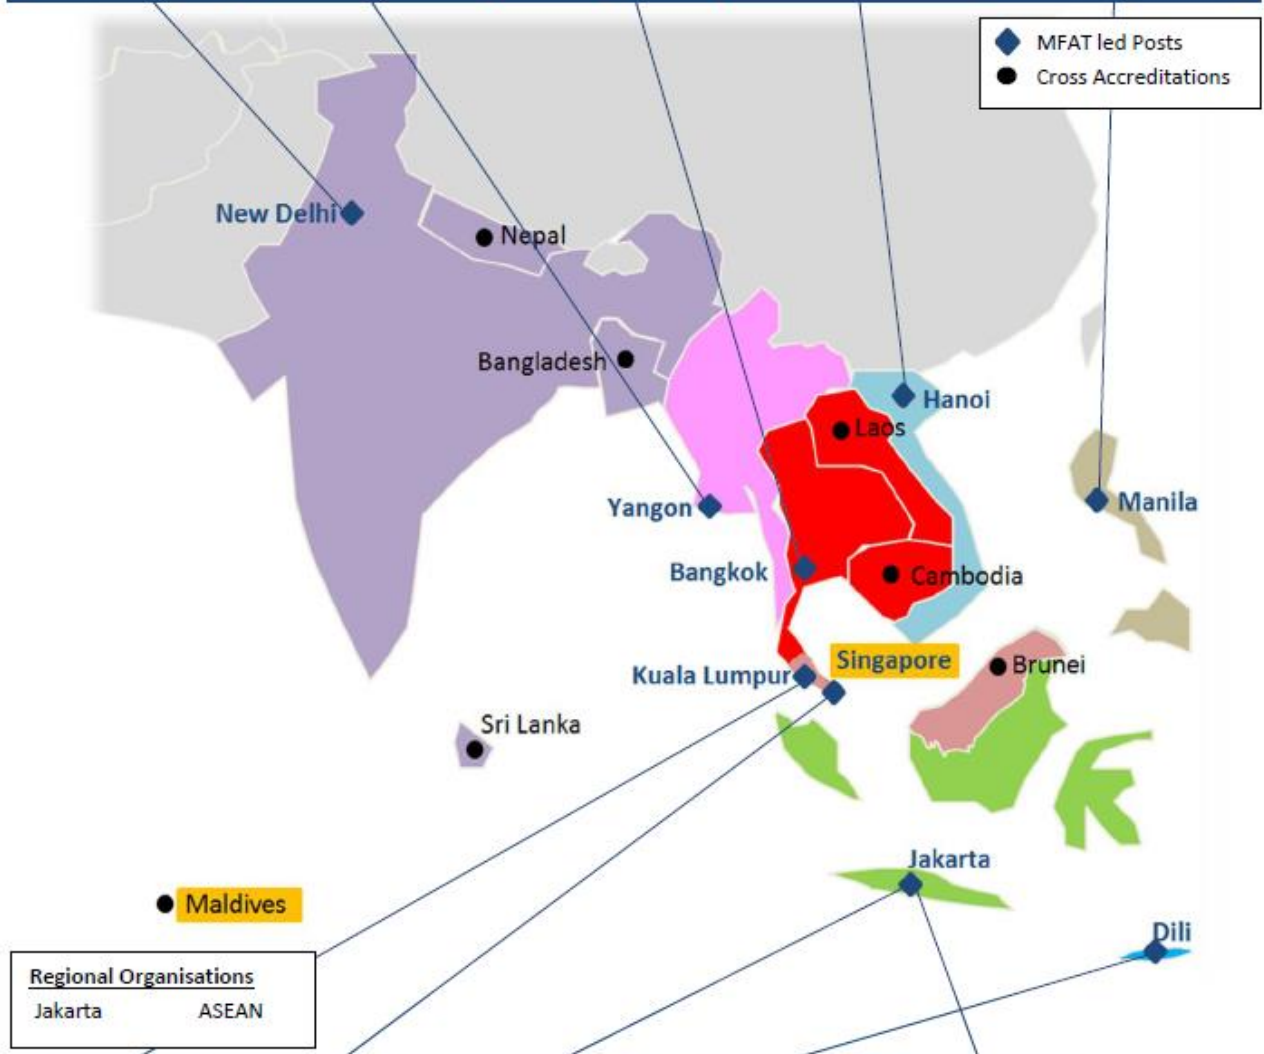 MFAT led Posts
Cross Accreditations
New Delhi
Nepal
Bangladesh
Hanoi
Laos
Yangon
Manila
Bangkok
Cambodia
Singapore
Kuala Lumpur
Brunei
Sri Lanka
Jakarta
Maldives
Dili
Regional Organisations
Jakarta ASEAN